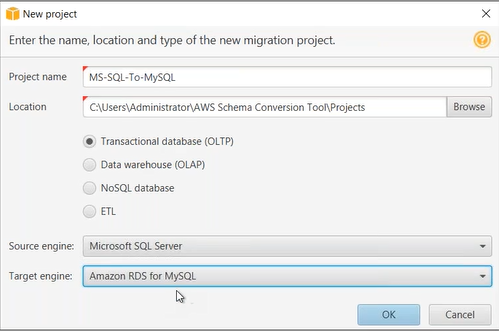 New project
Enter the name, location and type of the new migration project.
?
Project name MS-SQL-To-MySQL
Location C:\Users\Administrator\AWS Schema Conversion Tool\Projects Browse
Transactional database (OLTP)
Data warehouse (OLAP)
NoSQL database
ETL
Source engine: Microsoft SQL Server
Target engine: Amazon RDS for MySQL
OK Cancel